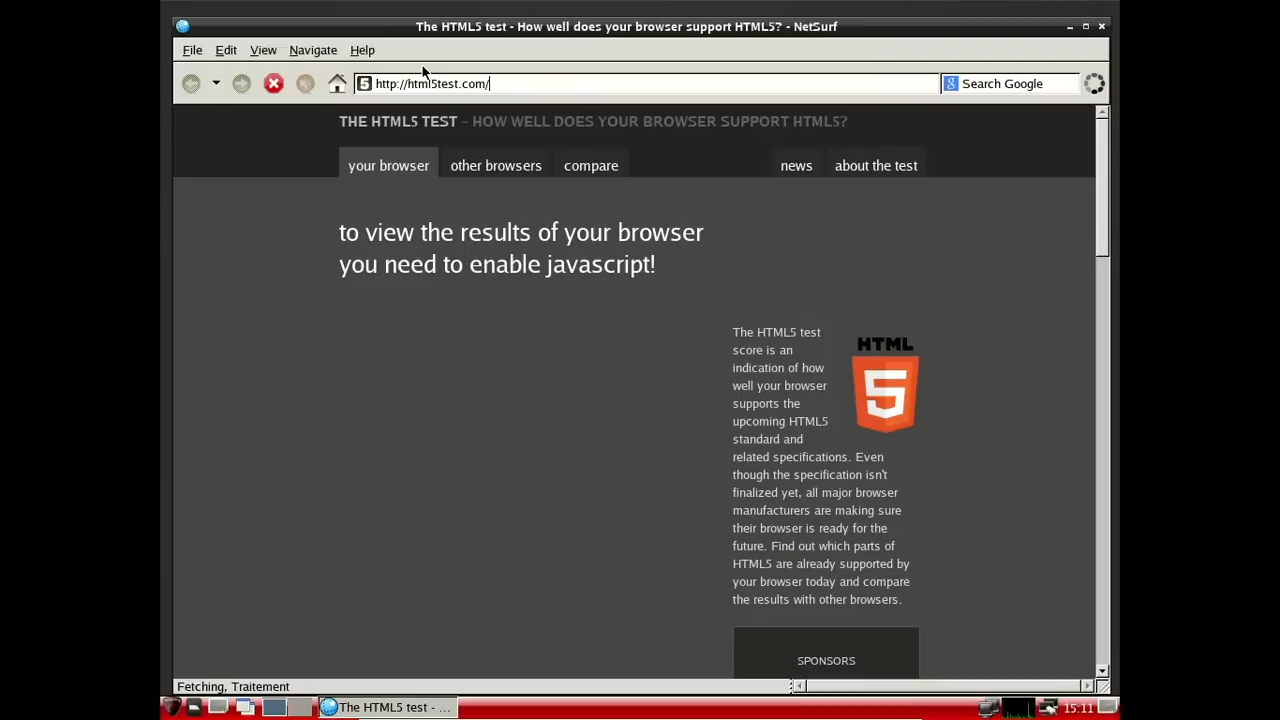 The HTML5 test - How well does your browser support HTML5? - NetSurf
File Edit View Navigate Help
5 http://html5test.com/ 8 Search Google
THE HTML5 TEST – HOW WELL DOES YOUR BROWSER SUPPORT HTML5?
your browser other browsers compare news about the test
to view the results of your browser
you need to enable javascript!
The HTML5 test
score is an
indication of how
well your browser
supports the
upcoming HTML5
standard and
related specifications. Even
though the specification isn't
finalized yet, all major browser
manufacturers are making sure
their browser is ready for the
future. Find out which parts of
HTML5 are already supported by
your browser today and compare
the results with other browsers.
HTML
5
SPONSORS
Fetching, Traitement
The HTML5 test - ... 15:11